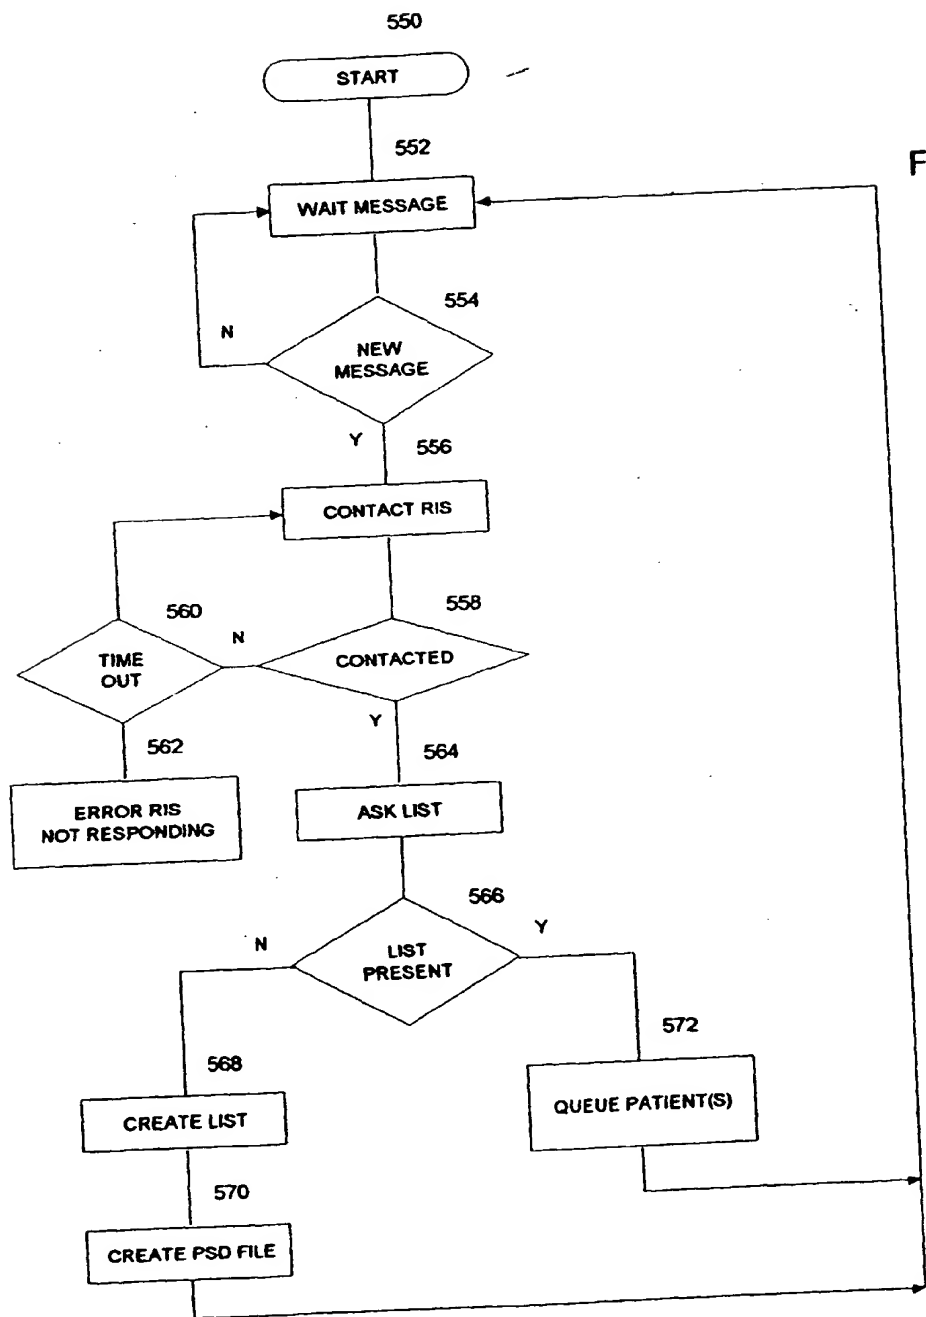 550
START
552
F
WAIT MESSAGE
554
N
NEW
MESSAGE
Y
556
CONTACT RIS
560
558
N
TIME
OUT
CONTACTED
Y
562
564
ERROR RIS
NOT RESPONDING
ASK LIST
566
N
Y
LIST
PRESENT
572
568
QUEUE PATIENT(S)
CREATE LIST
570
CREATE PSD FILE